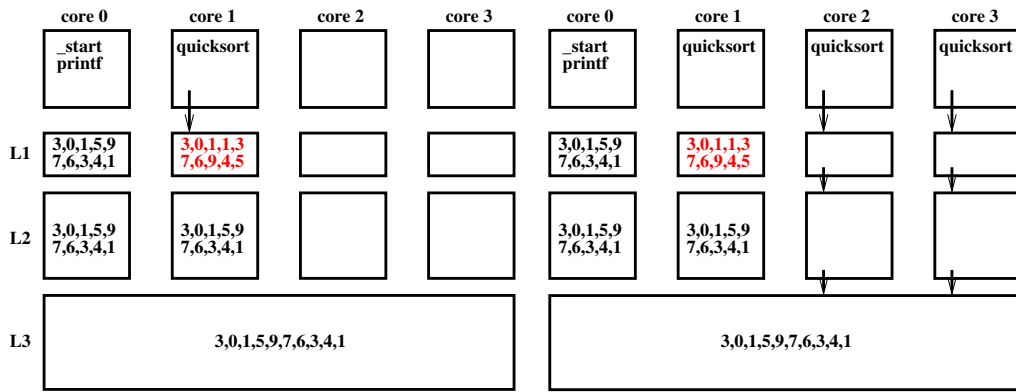 core 0 core 1 core 2 core 3 core 0 core 1 core 2 core 3
_start quicksort _start quicksort quicksort quicksort
printf printf
L1 3,0,1,5,9 3,0,1,1,3 3,0,1,5,9 3,0,1,1,3
7,6,3,4,1 7,6,9,4,5 7,6,3,4,1 7,6,9,4,5
L2 3,0,1,5,9 3,0,1,5,9 3,0,1,5,9 3,0,1,5,9
7,6,3,4,1 7,6,3,4,1 7,6,3,4,1 7,6,3,4,1
L3 3,0,1,5,9,7,6,3,4,1 3,0,1,5,9,7,6,3,4,1